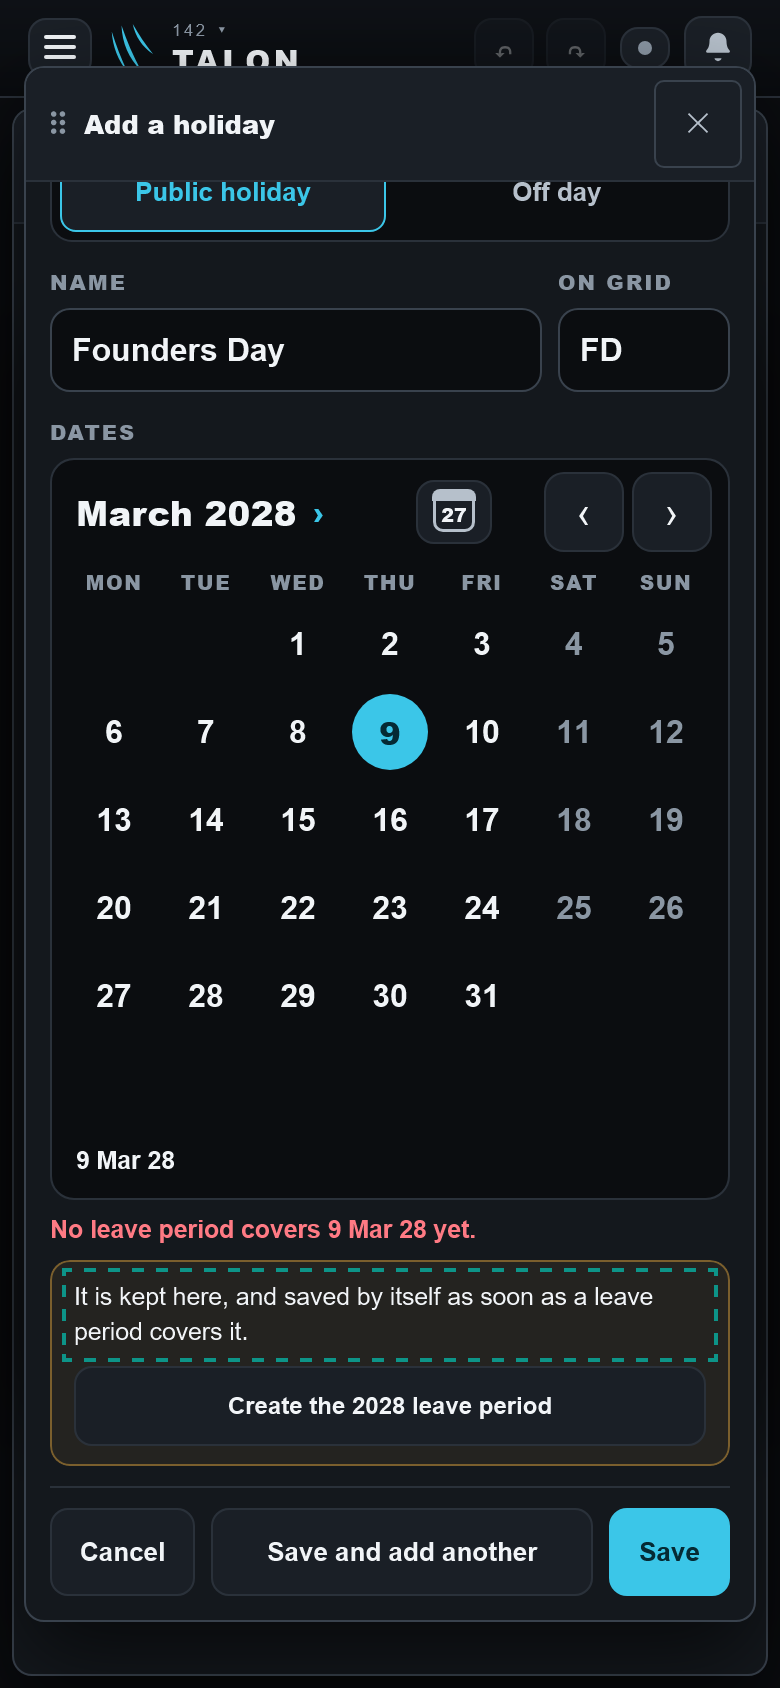 142 ▾
TALON
Add a holiday
Public holiday
Off day
NAME
ON GRID
Founders Day
FD
DATES
March 2028 ›
27
‹
›
MON TUE WED THU FRI SAT SUN
1 2 3 4 5
6 7 8 9 10 11 12
13 14 15 16 17 18 19
20 21 22 23 24 25 26
27 28 29 30 31
9 Mar 28
No leave period covers 9 Mar 28 yet.
It is kept here, and saved by itself as soon as a leave
period covers it.
Create the 2028 leave period
Cancel
Save and add another
Save